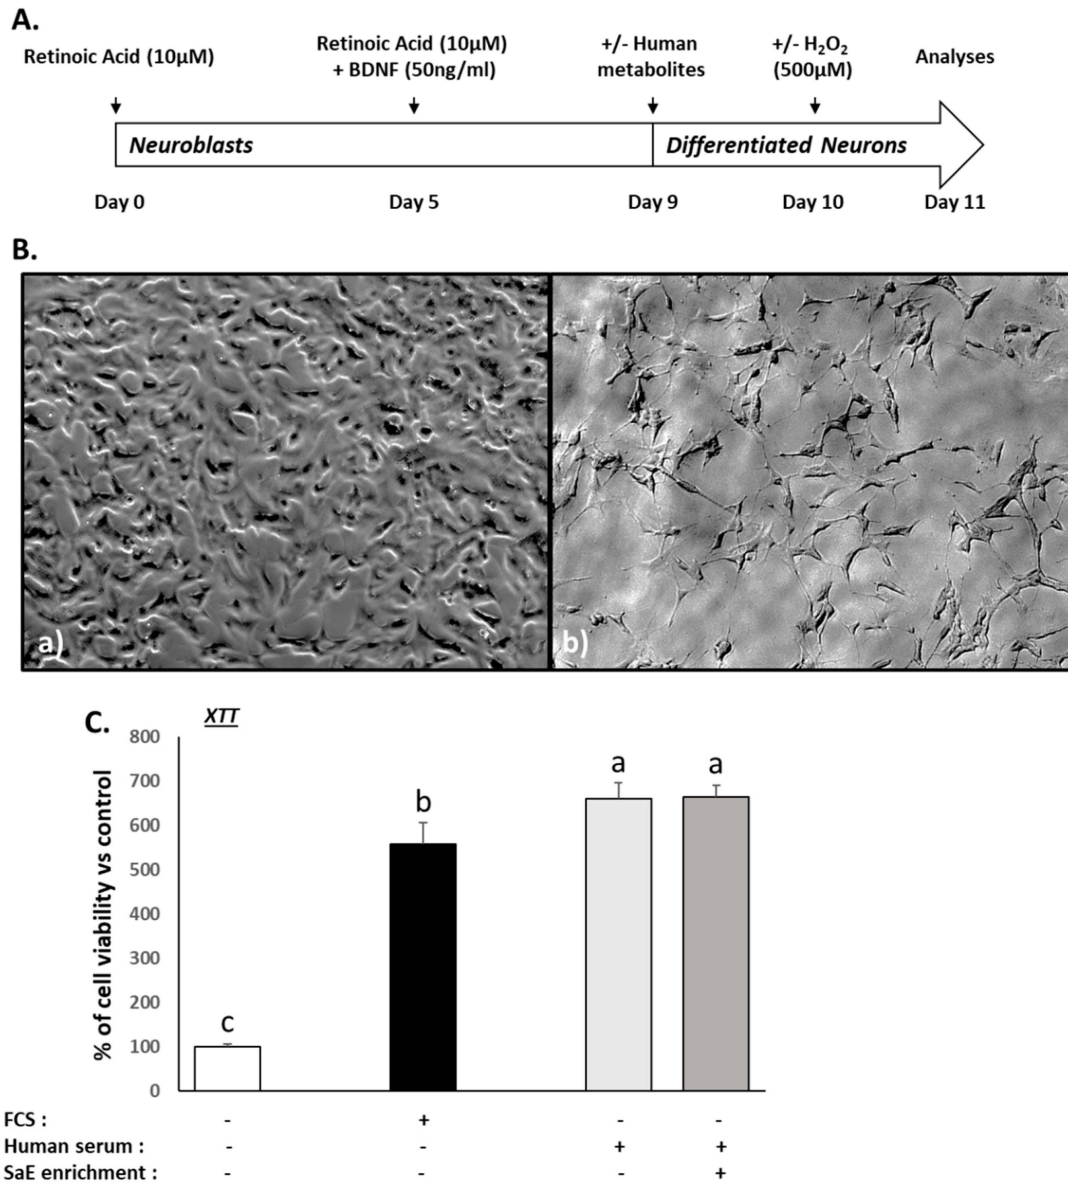 A.
Retinoic Acid (10µM)
Retinoic Acid (10µM)
+ BDNF (50ng/ml)
+/- Human
metabolites
+/- H₂O₂
(500µM)
Analyses
Neuroblasts
Differentiated Neurons
Day 0
Day 5
Day 9
Day 10
Day 11
B.
a)
b)
C.
XTT
% of cell viability vs control
800
700
600
500
400
300
200
100
0
c
b
a
a
FCS : - + - -
Human serum : - - + +
SaE enrichment : - - - +